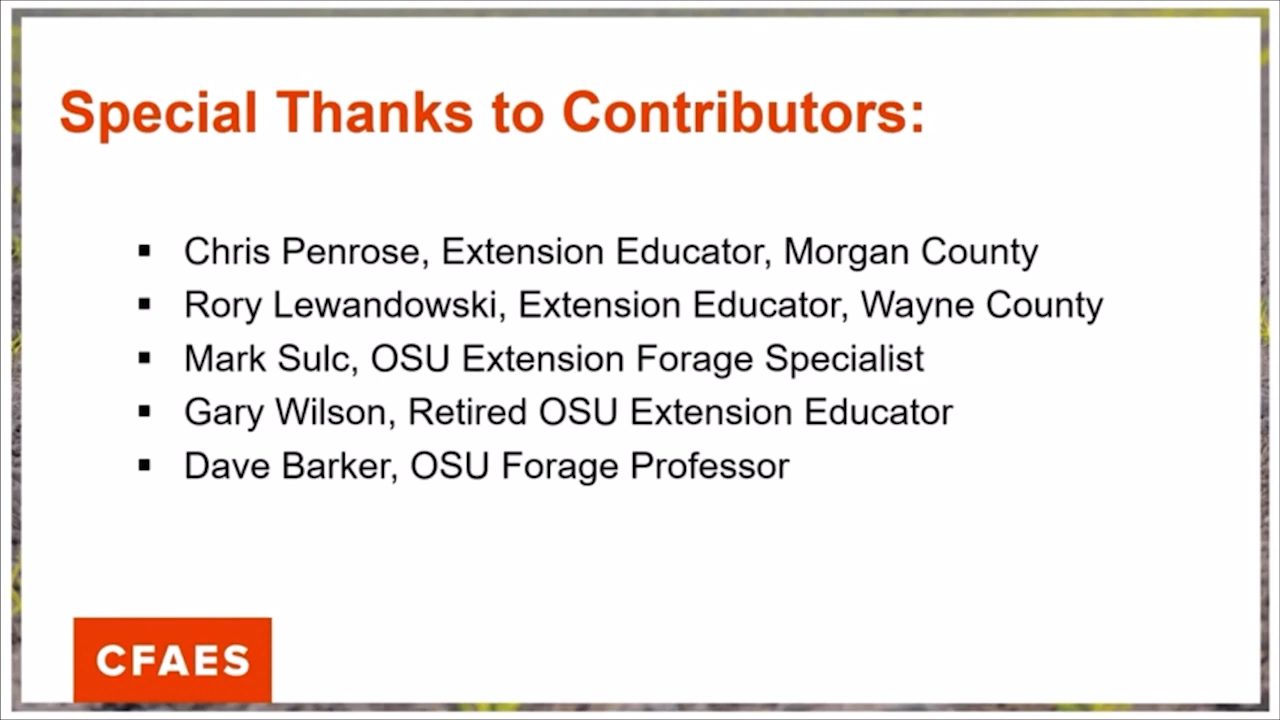 Special Thanks to Contributors:
▪ Chris Penrose, Extension Educator, Morgan County
▪ Rory Lewandowski, Extension Educator, Wayne County
▪ Mark Sulc, OSU Extension Forage Specialist
▪ Gary Wilson, Retired OSU Extension Educator
▪ Dave Barker, OSU Forage Professor
CFAES